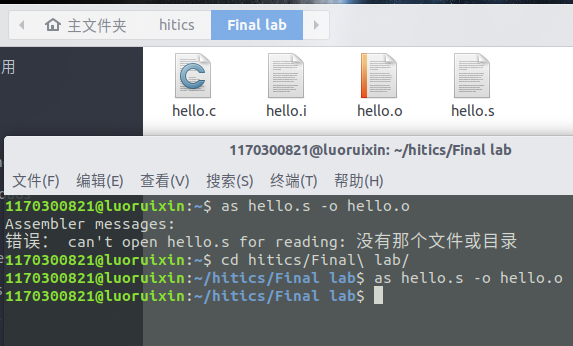 主文件夹 hitics Final lab
用
hello.c hello.i hello.o hello.s
1170300821@luoruixin: ~/hitics/Final lab
文件(F) 编辑(E) 查看(V) 搜索(S) 终端(T) 帮助(H)
1170300821@luoruixin:~$ as hello.s -o hello.o
Assembler messages:
错误： can't open hello.s for reading: 没有那个文件或目录
1170300821@luoruixin:~$ cd hitics/Final\ lab/
1170300821@luoruixin:~/hitics/Final lab$ as hello.s -o hello.o
1170300821@luoruixin:~/hitics/Final lab$